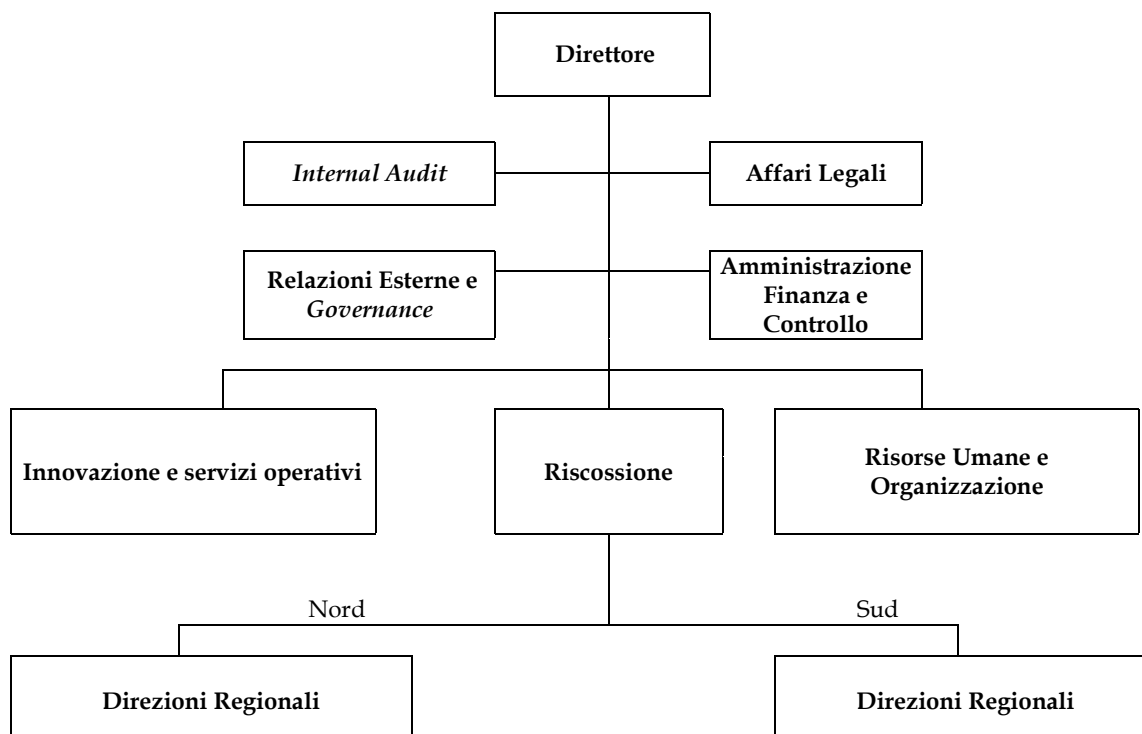 Direttore
Internal Audit
Affari Legali
Relazioni Esterne e
Governance
Amministrazione
Finanza e
Controllo
Innovazione e servizi operativi
Riscossione
Risorse Umane e
Organizzazione
Nord
Sud
Direzioni Regionali
Direzioni Regionali